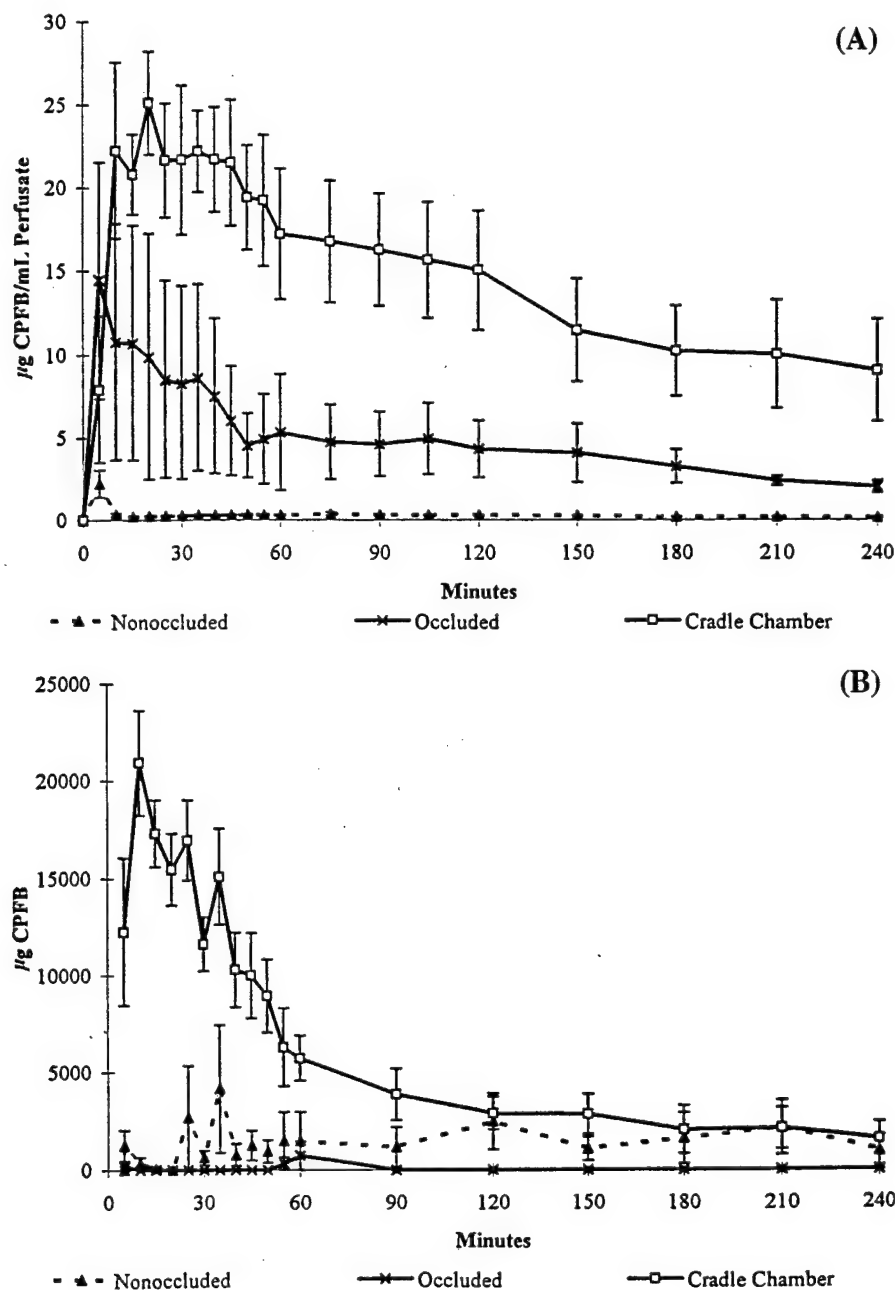 (A)
30
25
20
15
10
5
0
µg CPFB/mL Perfusate
0 30 60 90 120 150 180 210 240
Minutes
Nonoccluded Occluded Cradle Chamber
(B)
25000
20000
15000
10000
5000
0
µg CPFB
0 30 60 90 120 150 180 210 240
Minutes
Nonoccluded Occluded Cradle Chamber